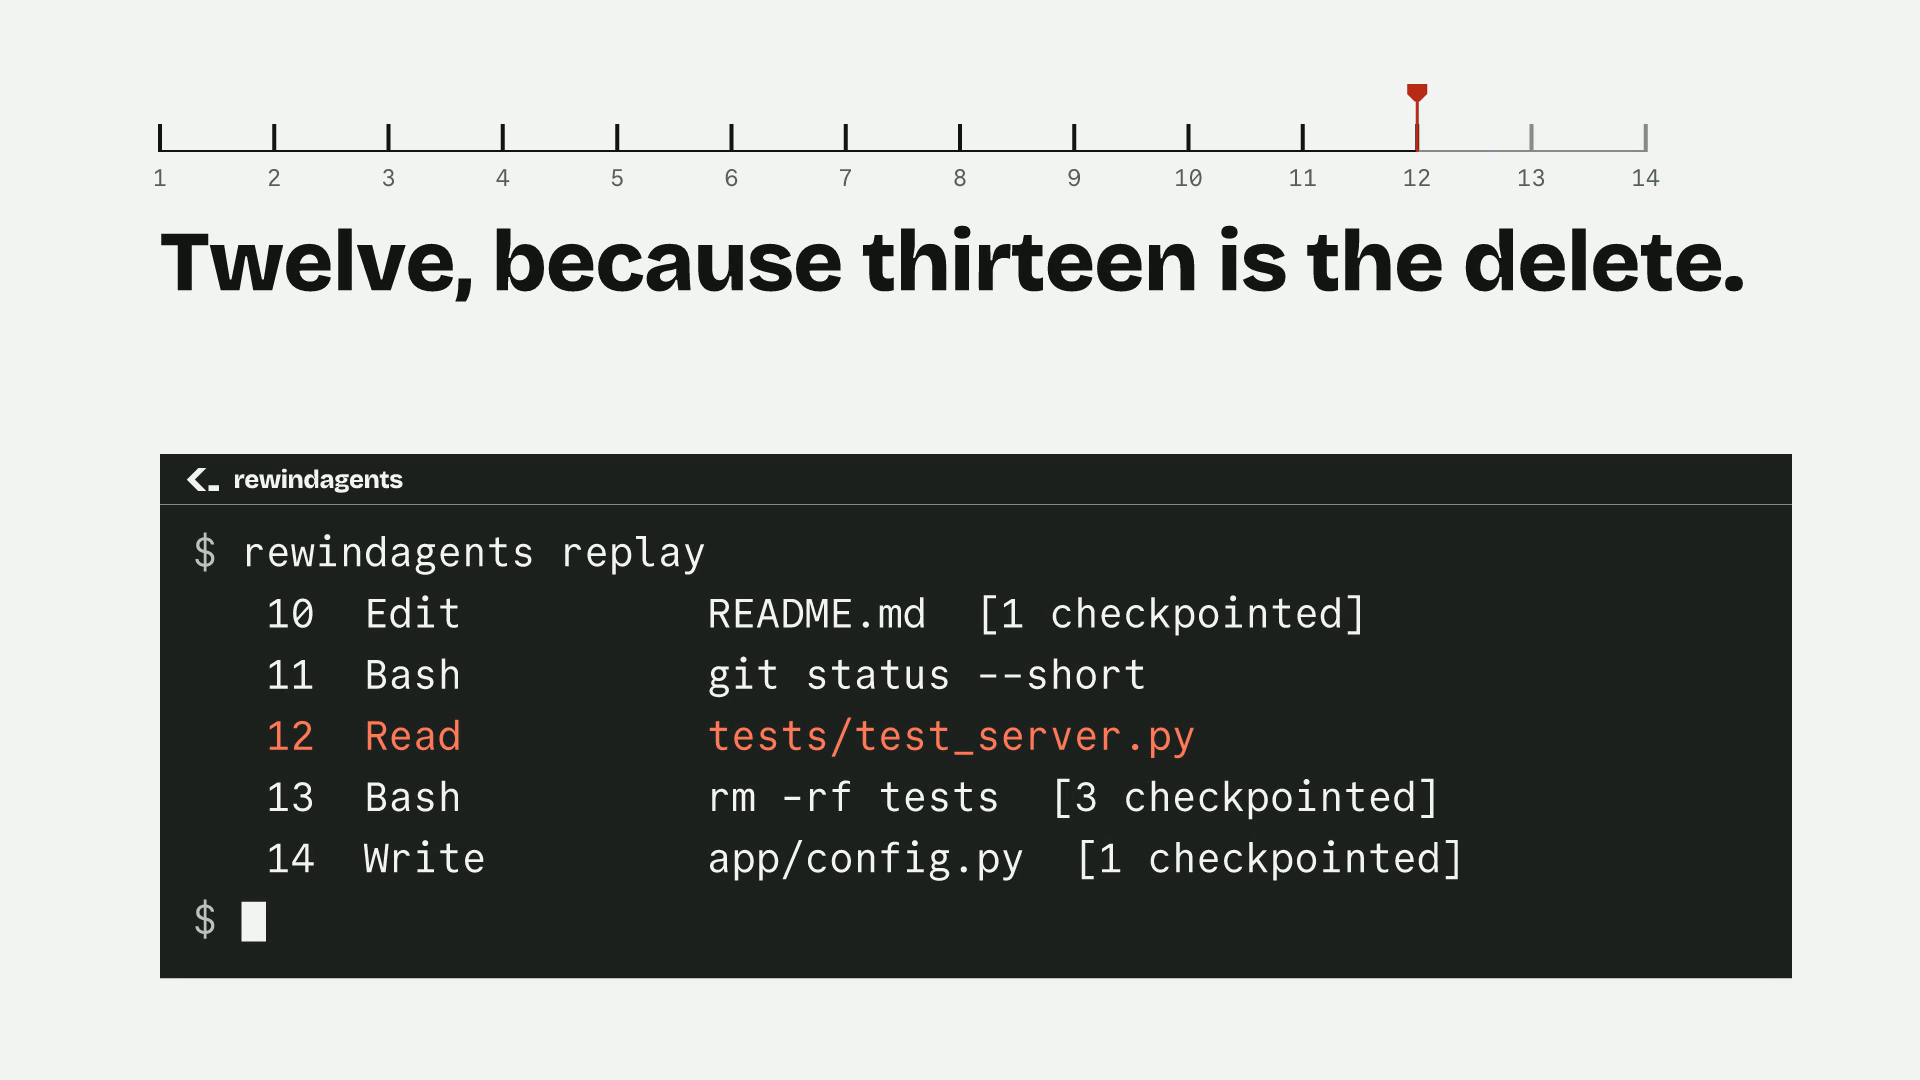 1 2 3 4 5 6 7 8 9 10 11 12 13 14
Twelve, because thirteen is the delete.
rewindagents
$ rewindagents replay
10 Edit README.md [1 checkpointed]
11 Bash git status --short
12 Read tests/test_server.py
13 Bash rm -rf tests [3 checkpointed]
14 Write app/config.py [1 checkpointed]
$